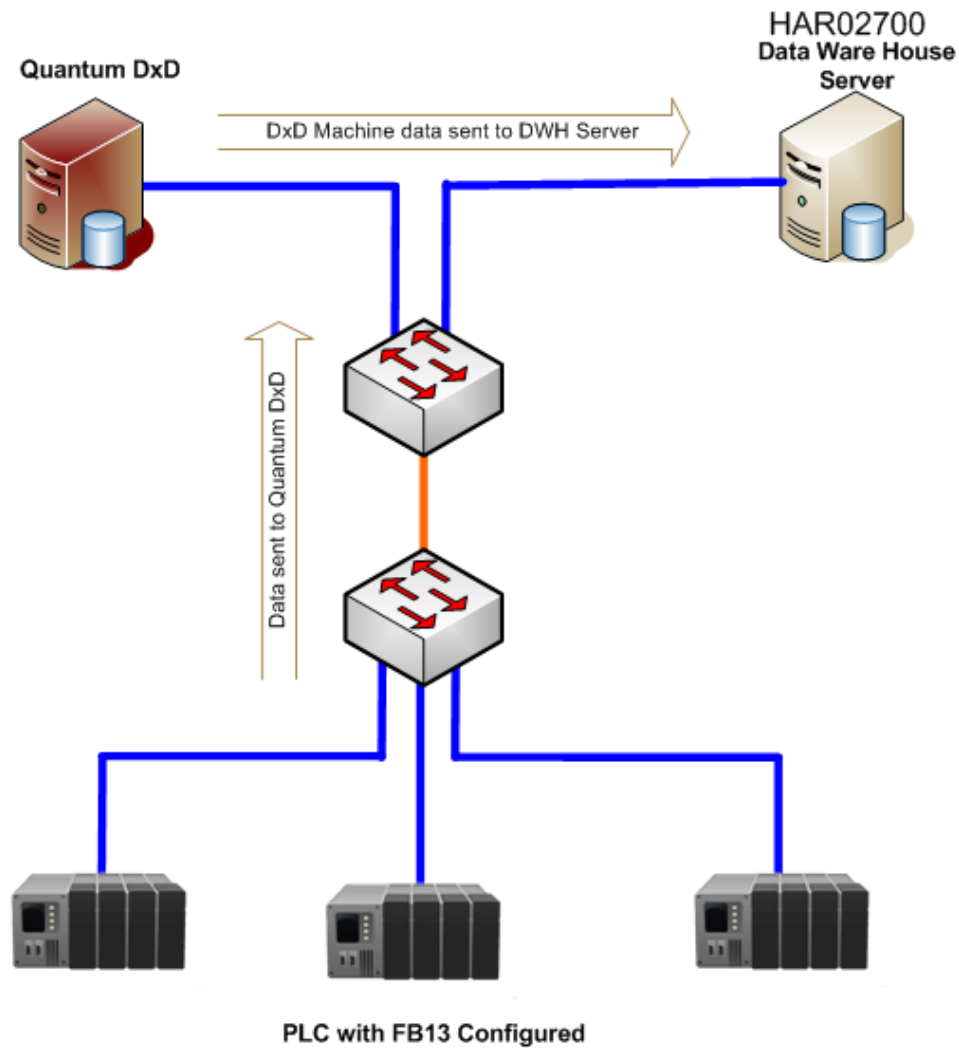 HAR02700
Data Ware House
Server
Quantum DxD
DxD Machine data sent to DWH Server
Data sent to Quantum DxD
PLC with FB13 Configured